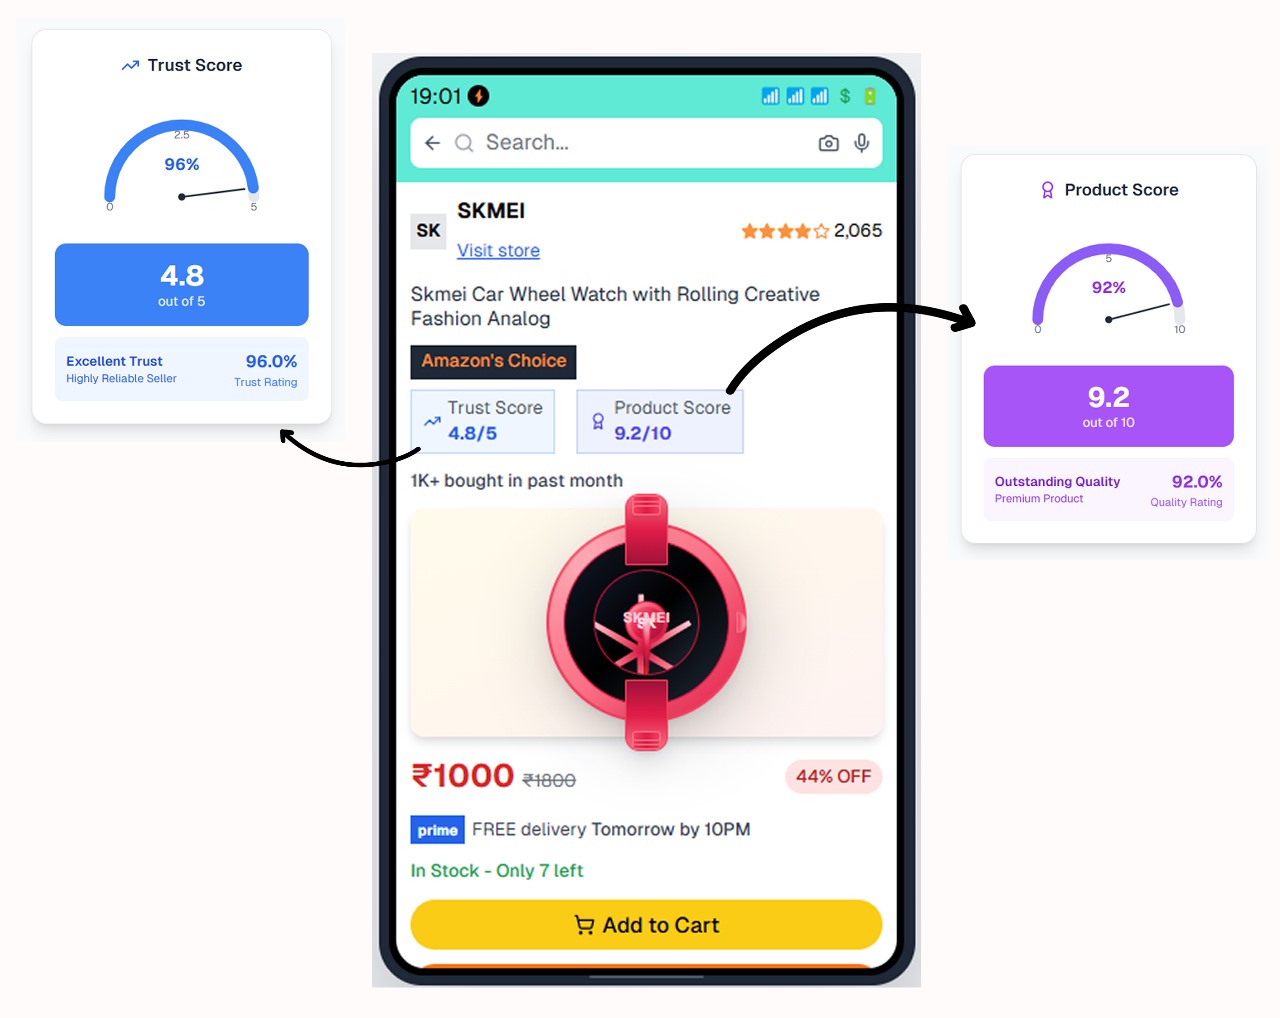 Trust Score
2.5
96%
0
5
4.8
out of 5
Excellent Trust
96.0%
Highly Reliable Seller
Trust Rating
19:01
$
Search...
SK
SKMEI
Visit store
2,065
Skmei Car Wheel Watch with Rolling Creative
Fashion Analog
Amazon's Choice
Trust Score
4.8/5
Product Score
9.2/10
1K+ bought in past month
SKMEI
SK
₹1000 ₹1800
44% OFF
prime FREE delivery Tomorrow by 10PM
In Stock - Only 7 left
Add to Cart
Product Score
5
92%
0
10
9.2
out of 10
Outstanding Quality
92.0%
Premium Product
Quality Rating